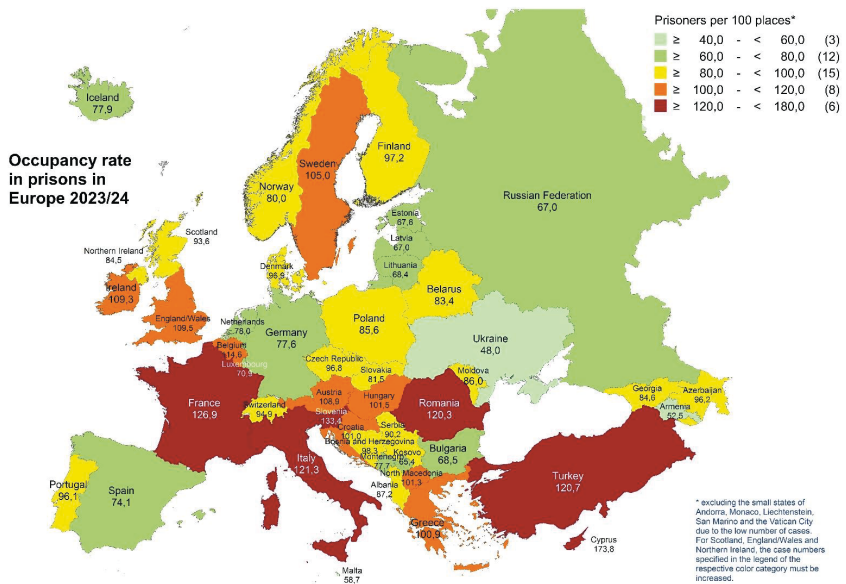 Prisoners per 100 places*
≥ 40,0 - < 60,0 (3)
≥ 60,0 - < 80,0 (12)
≥ 80,0 - < 100,0 (15)
≥ 100,0 - < 120,0 (8)
≥ 120,0 - < 180,0 (6)
Occupancy rate
in prisons in
Europe 2023/24
Iceland
77,9
Finland
97,2
Sweden
105,0
Norway
80,0
Russian Federation
67,0
Estonia
67,6
Scotland
93,6
Latvia
67,0
Northern Ireland
84,5
Lithuania
68,4
Denmark
96,9
Ireland
109,3
Belarus
83,4
England/Wales
109,5
Netherlands
78,0
Poland
85,6
Germany
77,6
Ukraine
48,0
Belgium
14,6
Luxembourg
70,9
Czech Republic
96,8
Slovakia
81,5
Moldova
86,0
France
126,9
Switzerland
94,9
Austria
108,9
Hungary
101,5
Romania
120,3
Georgia
84,6
Azerbaijan
96,2
Armenia
52,5
Slovenia
133,4
Croatia
101,0
Serbia
90,2
Bosnia and Herzegovina
98,3
Kosovo
65,4
Montenegro
77,7
Bulgaria
68,5
Italy
121,3
North Macedonia
101,3
Albania
87,2
Portugal
96,1
Spain
74,1
Turkey
120,7
Greece
100,9
Cyprus
173,8
Malta
58,7
* excluding the small states of
Andorra, Monaco, Liechtenstein,
San Marino and the Vatican City
due to the low number of cases.
For Scotland, England/Wales and
Northern Ireland, the case numbers
specified in the legend of the
respective color category must be
increased.